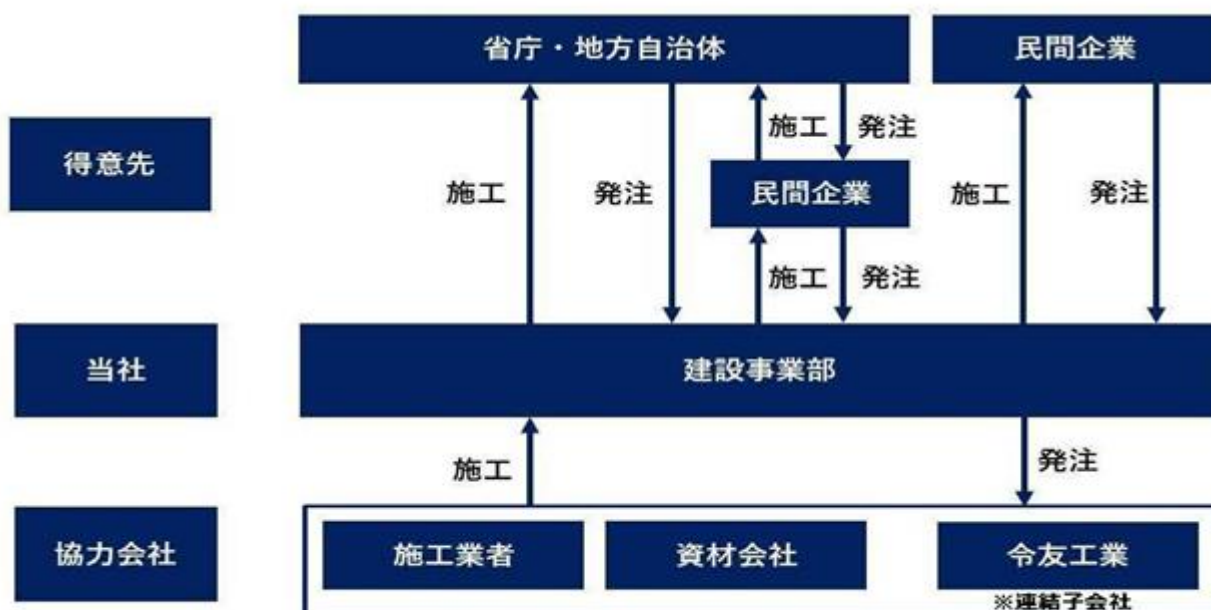 省庁・地方自治体
民間企業
施工
発注
得意先
民間企業
施工
発注
施工
発注
施工
発注
当社
建設事業部
施工
発注
協力会社
施工業者
資材会社
令友工業
※連結子会社